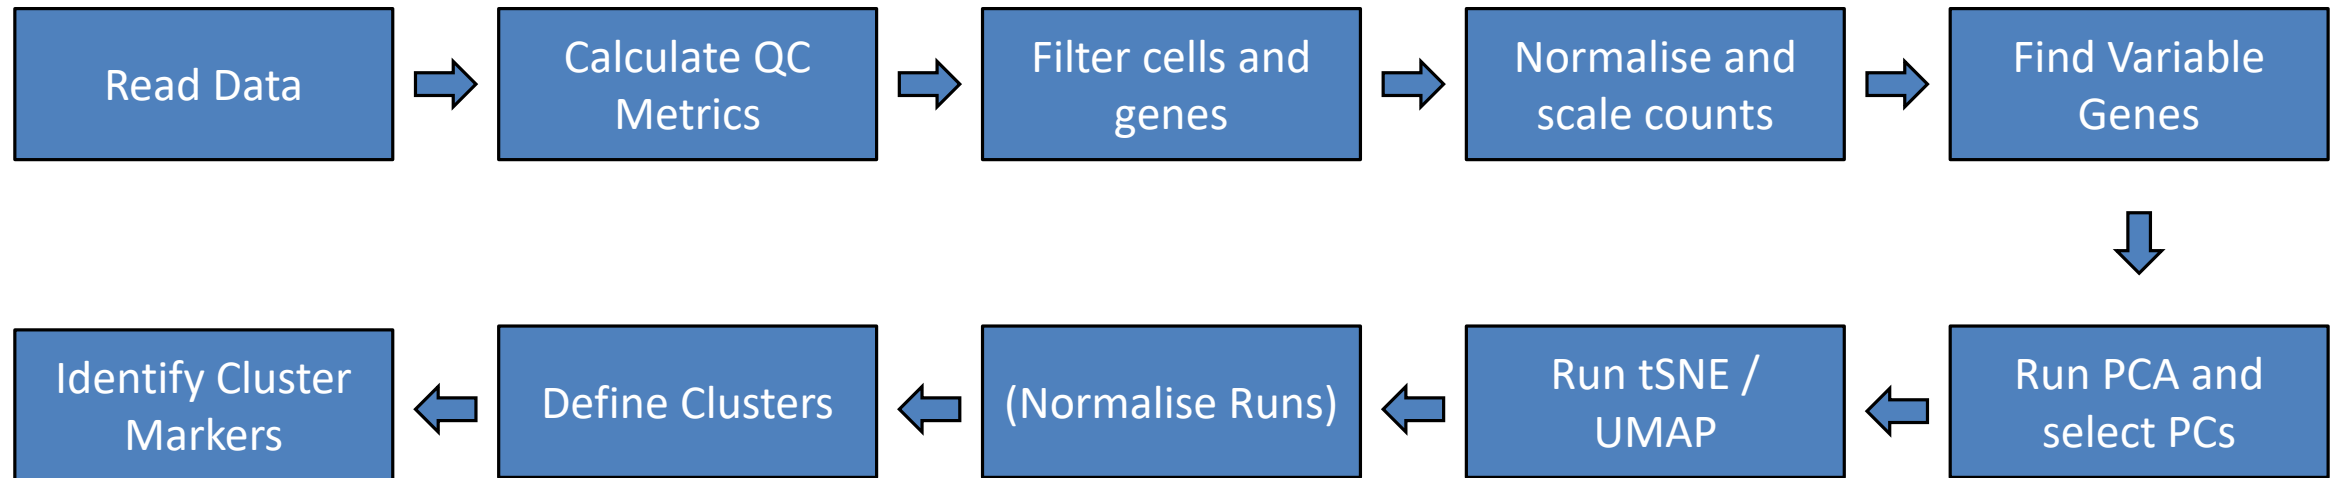 Read Data
Calculate QC
Metrics
Filter cells and
genes
Normalise and
scale counts
Find Variable
Genes
Run PCA and
select PCs
Run tSNE /
UMAP
(Normalise Runs)
Define Clusters
Identify Cluster
Markers